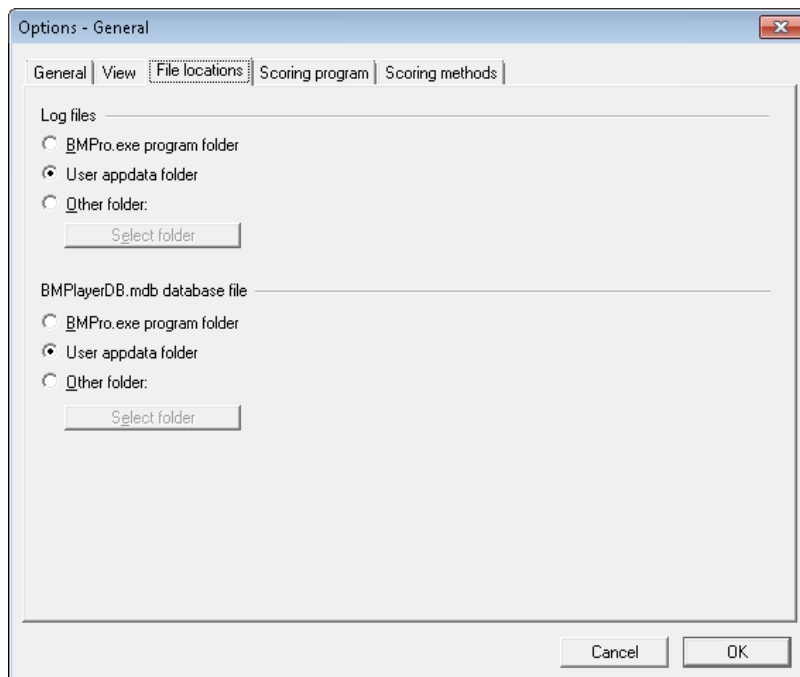 Options - General
General View File locations Scoring program Scoring methods
Log files
BMPro.exe program folder
User appdata folder
Other folder:
Select folder
BMPlayerDB.mdb database file
BMPro.exe program folder
User appdata folder
Other folder:
Select folder
Cancel OK